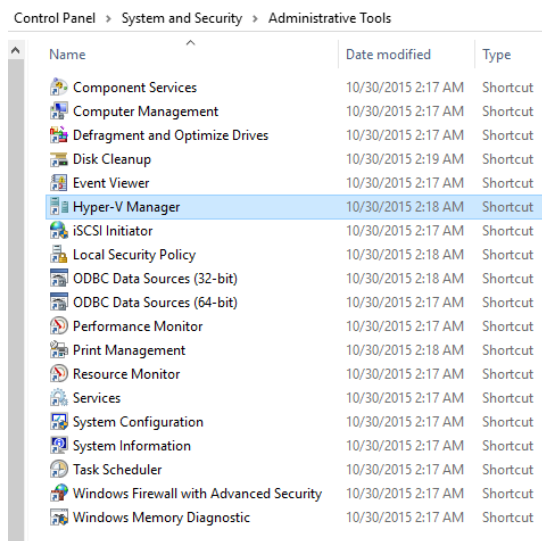 Control Panel > System and Security > Administrative Tools
Name Date modified Type
Component Services 10/30/2015 2:17 AM Shortcut
Computer Management 10/30/2015 2:17 AM Shortcut
Defragment and Optimize Drives 10/30/2015 2:17 AM Shortcut
Disk Cleanup 10/30/2015 2:19 AM Shortcut
Event Viewer 10/30/2015 2:17 AM Shortcut
Hyper-V Manager 10/30/2015 2:18 AM Shortcut
iSCSI Initiator 10/30/2015 2:17 AM Shortcut
Local Security Policy 10/30/2015 2:18 AM Shortcut
ODBC Data Sources (32-bit) 10/30/2015 2:18 AM Shortcut
ODBC Data Sources (64-bit) 10/30/2015 2:17 AM Shortcut
Performance Monitor 10/30/2015 2:17 AM Shortcut
Print Management 10/30/2015 2:18 AM Shortcut
Resource Monitor 10/30/2015 2:17 AM Shortcut
Services 10/30/2015 2:17 AM Shortcut
System Configuration 10/30/2015 2:17 AM Shortcut
System Information 10/30/2015 2:17 AM Shortcut
Task Scheduler 10/30/2015 2:17 AM Shortcut
Windows Firewall with Advanced Security 10/30/2015 2:17 AM Shortcut
Windows Memory Diagnostic 10/30/2015 2:17 AM Shortcut